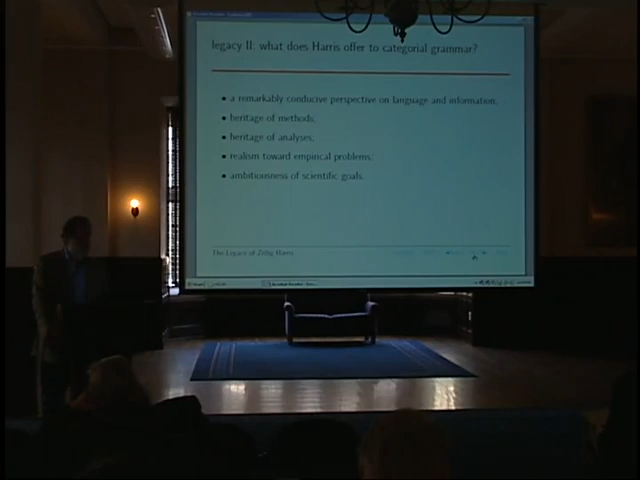 legacy II: what does Harris offer to categorial grammar?
• a remarkably conducive perspective on language and information;
• heritage of methods;
• heritage of analyses;
• realism toward empirical problems;
• ambitiousness of scientific goals.
The Legacy of Zellig Harris